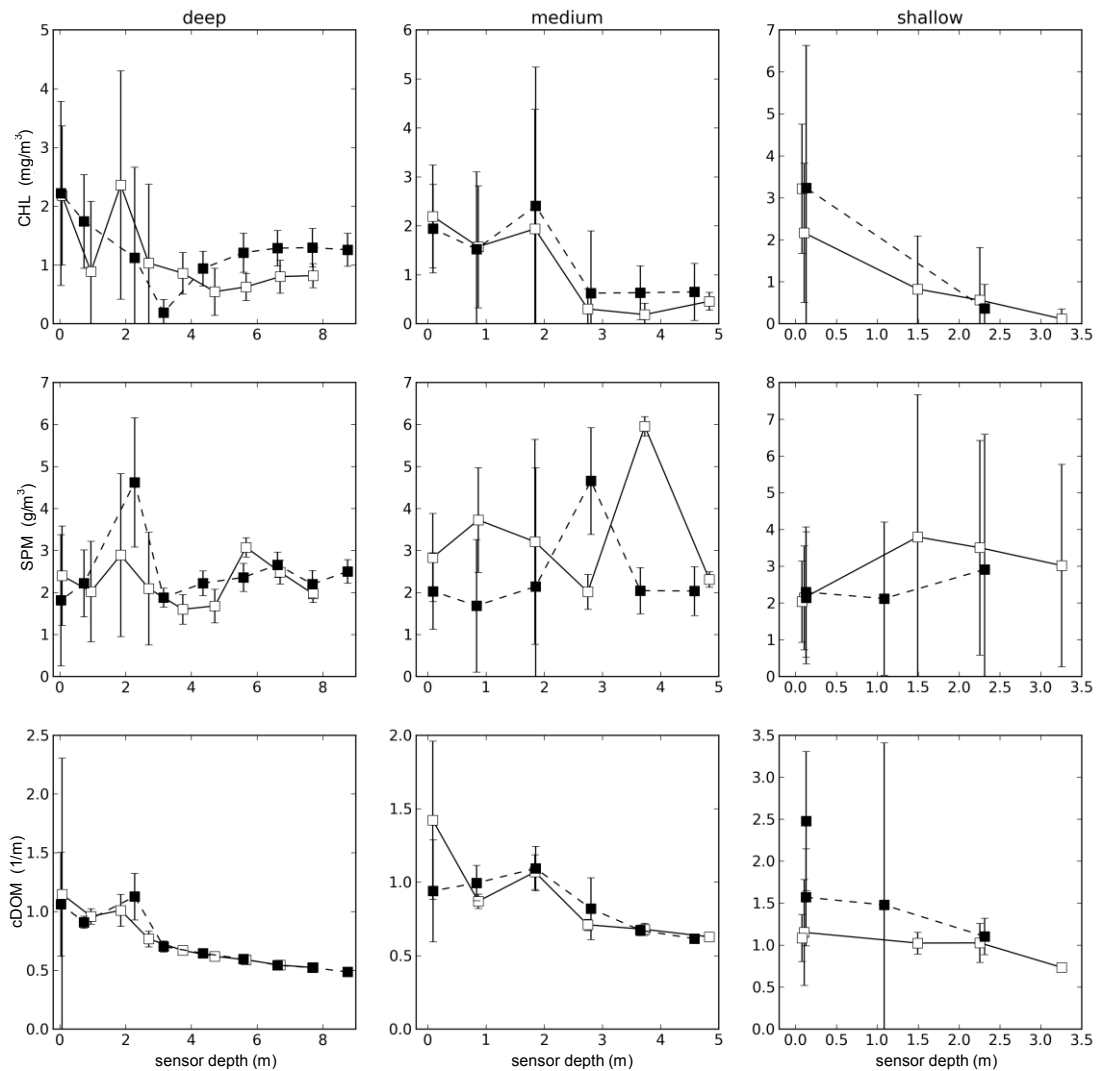 deep medium shallow
5 6 7
4 5 6
3 4 5
2 3 4
1 2 3
0 1 2
0 1
0
CHL (mg/m³)
0 2 4 6 8 0 1 2 3 4 5 0.0 0.5 1.0 1.5 2.0 2.5 3.0 3.5
7 7 8
6 6 7
5 5 6
4 4 5
3 3 4
2 2 3
1 1 2
0 0 1
0
SPM (g/m³)
0 2 4 6 8 0 1 2 3 4 5 0.0 0.5 1.0 1.5 2.0 2.5 3.0 3.5
2.5 2.0 3.5
2.0 1.5 3.0
1.5 1.0 2.5
1.0 0.5 2.0
0.5 0.0 1.5
0.0 1.0
0.5
0.0
cDOM (1/m)
0 2 4 6 8 0 1 2 3 4 5 0.0 0.5 1.0 1.5 2.0 2.5 3.0 3.5
sensor depth (m) sensor depth (m) sensor depth (m)